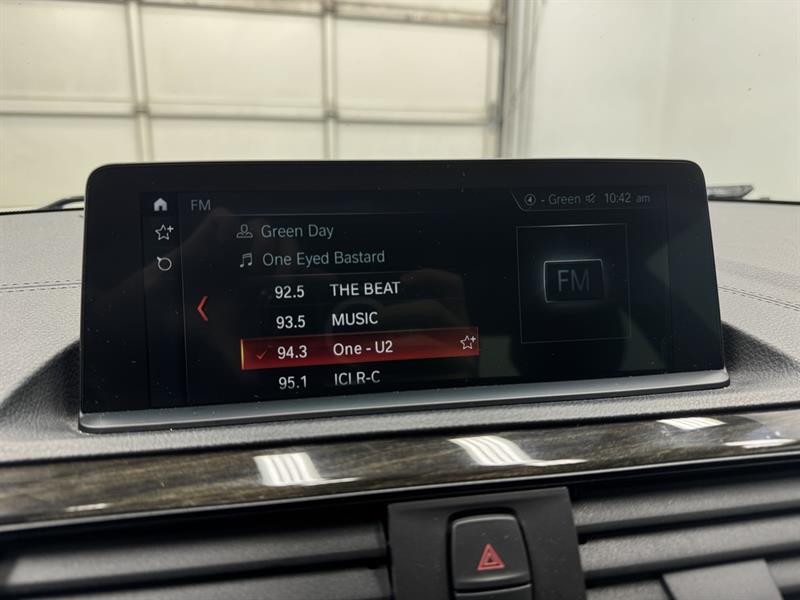 FM
④ - Green 10:42 am
Green Day
One Eyed Bastard
92.5 THE BEAT
93.5 MUSIC
94.3 One - U2
95.1 ICI R-C
FM